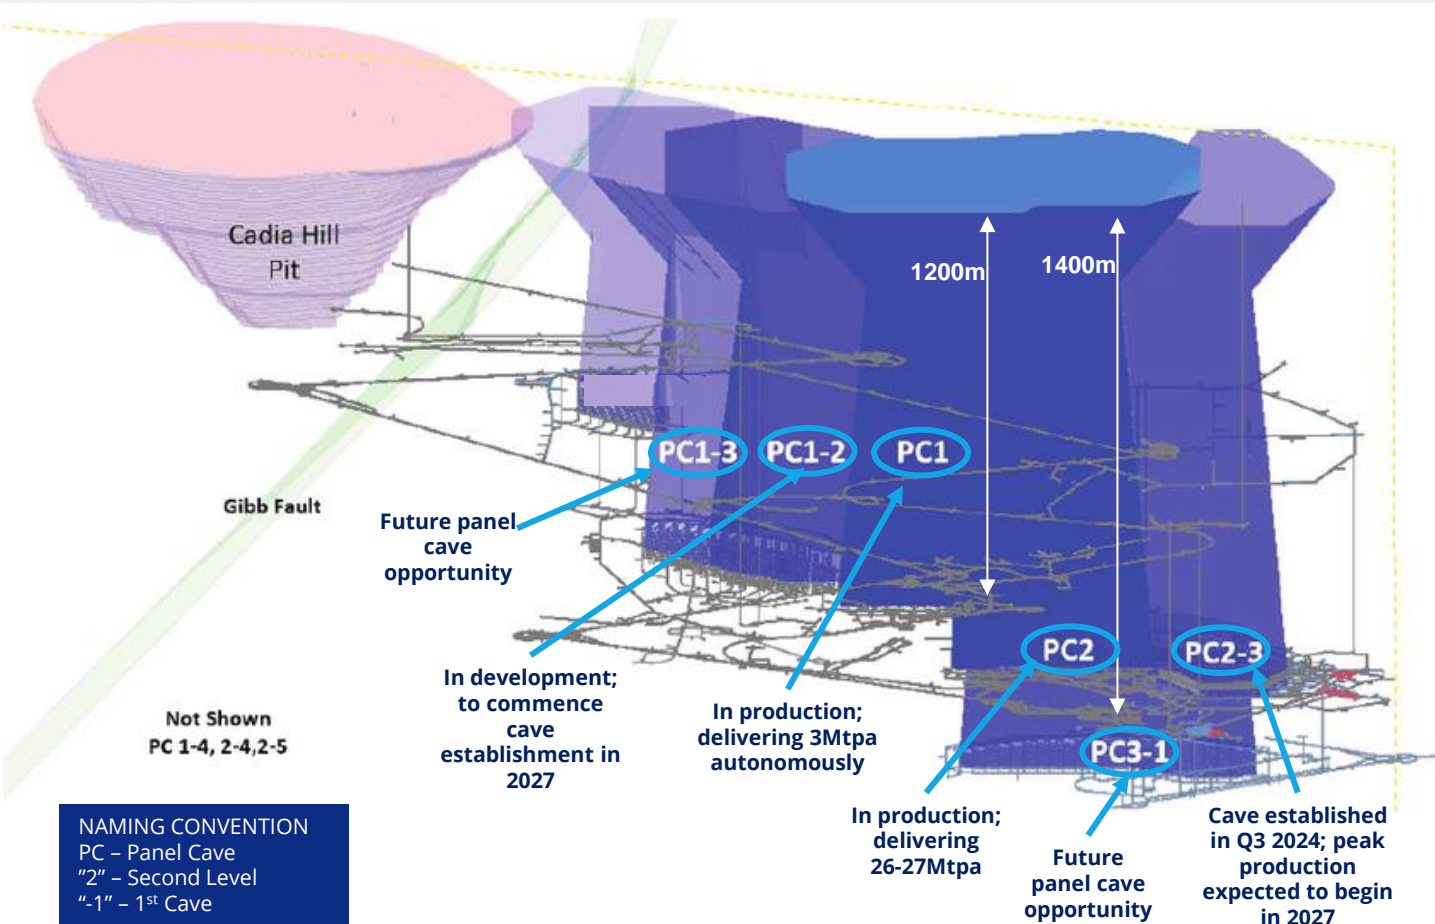 Cadia Hill
Pit
1200m
1400m
PC1-3
PC1-2
PC1
Gibb Fault
Future panel
cave
opportunity
In development;
to commence
cave
establishment in
2027
In production;
delivering 3Mtpa
autonomously
PC2
PC2-3
PC3-1
Not Shown
PC 1-4, 2-4,2-5
In production;
delivering
26-27Mtpa
Future
panel cave
opportunity
Cave established
in Q3 2024; peak
production
expected to begin
in 2027
NAMING CONVENTION
PC – Panel Cave
”2” – Second Level
“-1” – 1st Cave